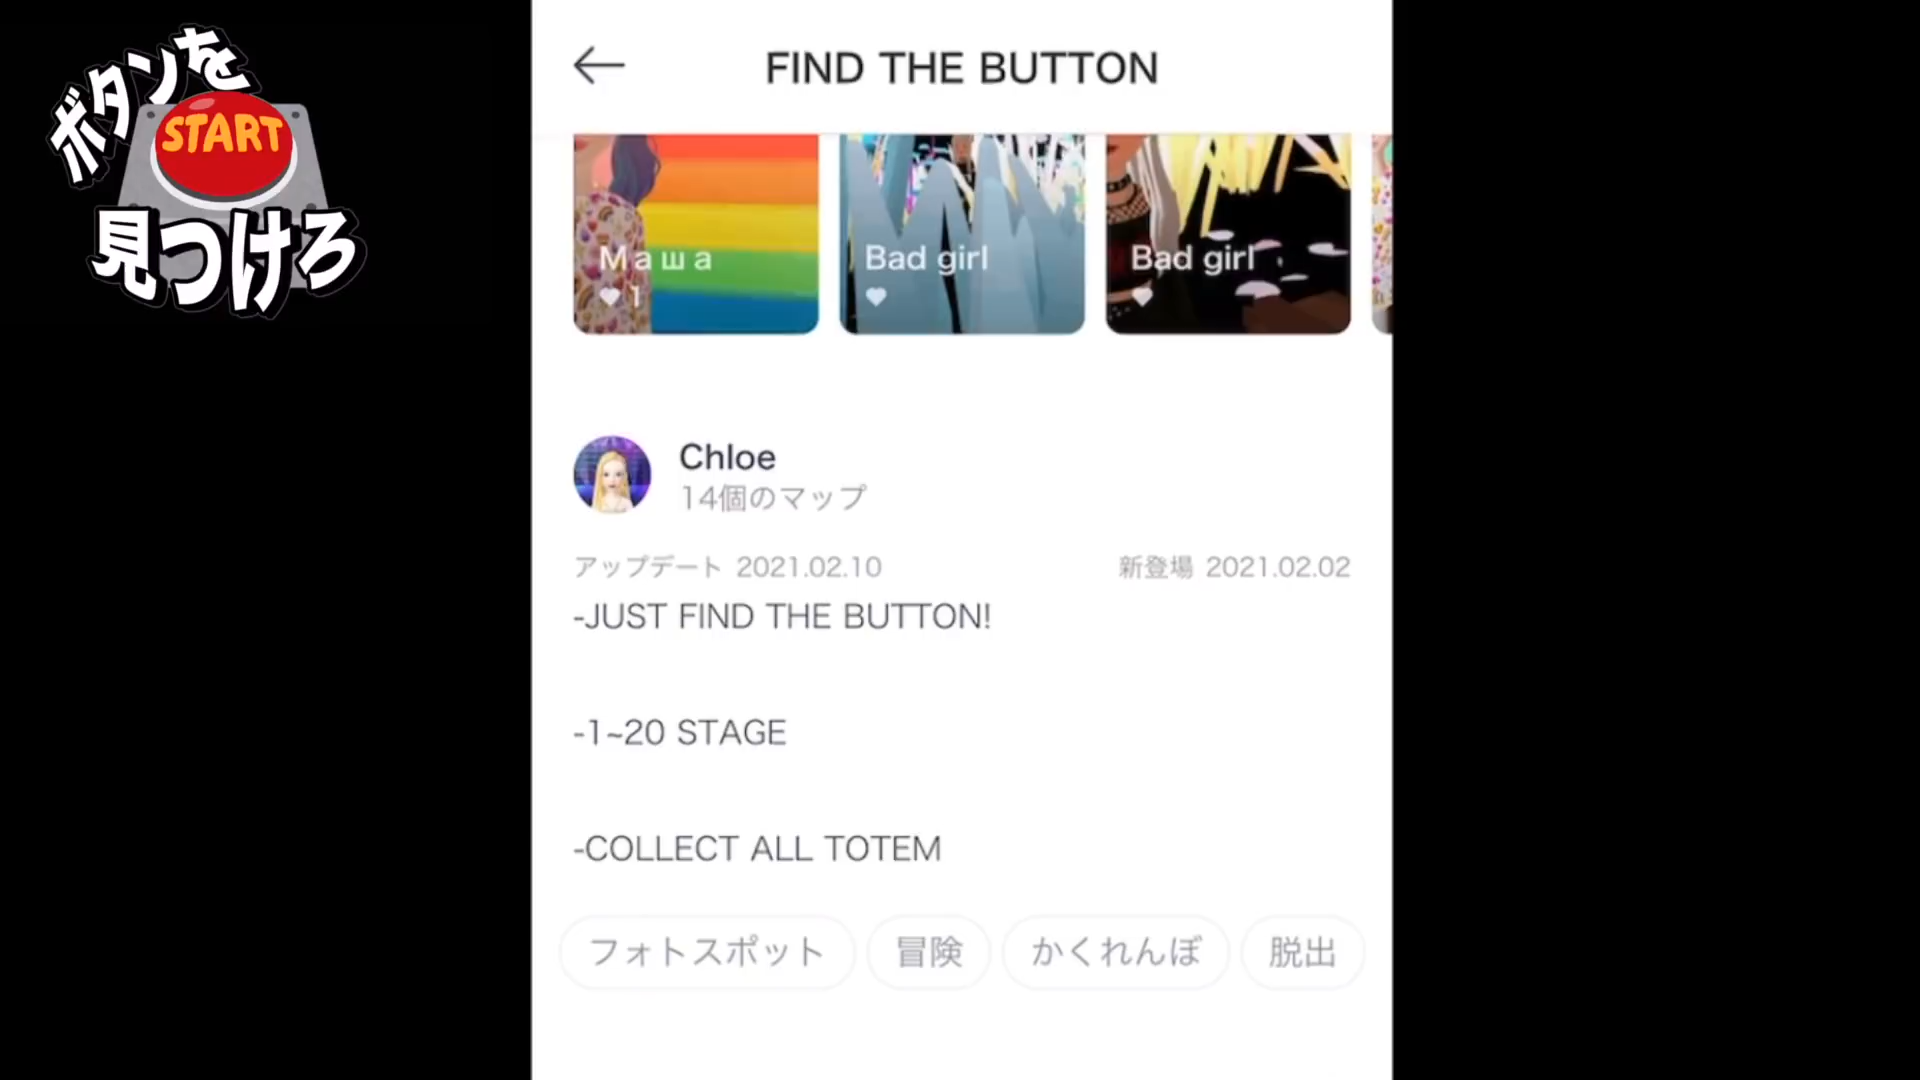 ボタンを
START
見つけろ
FIND THE BUTTON
Маша
1
Bad girl
Bad girl
Chloe
14個のマップ
アップデート 2021.02.10
新登場 2021.02.02
-JUST FIND THE BUTTON!
-1~20 STAGE
-COLLECT ALL TOTEM
フォトスポット
冒険
かくれんぼ
脱出